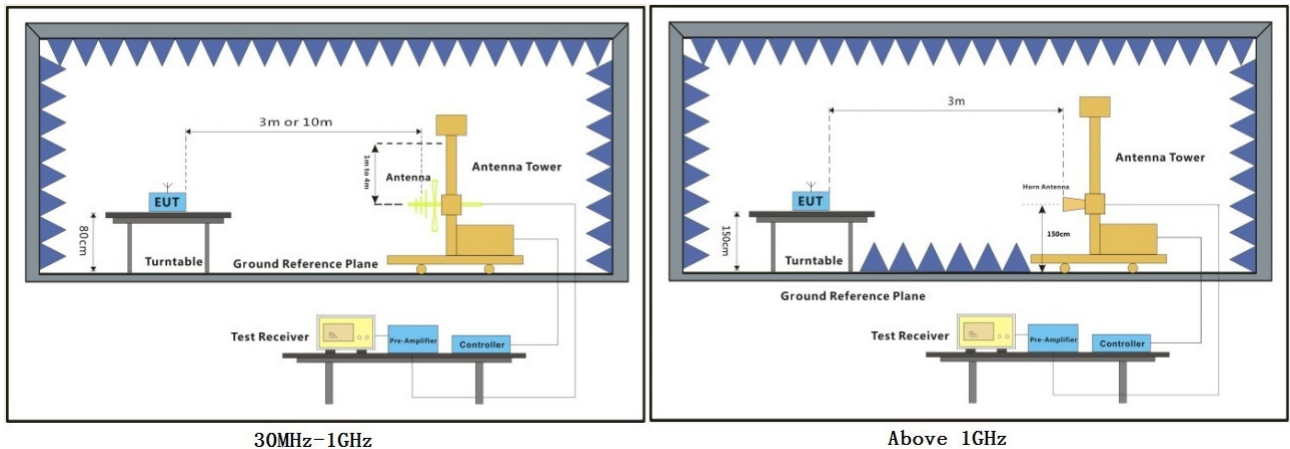 3m or 10m
1m to 4m
Antenna
Antenna Tower
EUT
80cm
Turntable
Ground Reference Plane
Test Receiver
Pre-Amplifier
Controller
30MHz-1GHz
3m
Antenna Tower
Horn Antenna
EUT
150cm
150cm
Turntable
Ground Reference Plane
Test Receiver
Pre-Amplifier
Controller
Above 1GHz